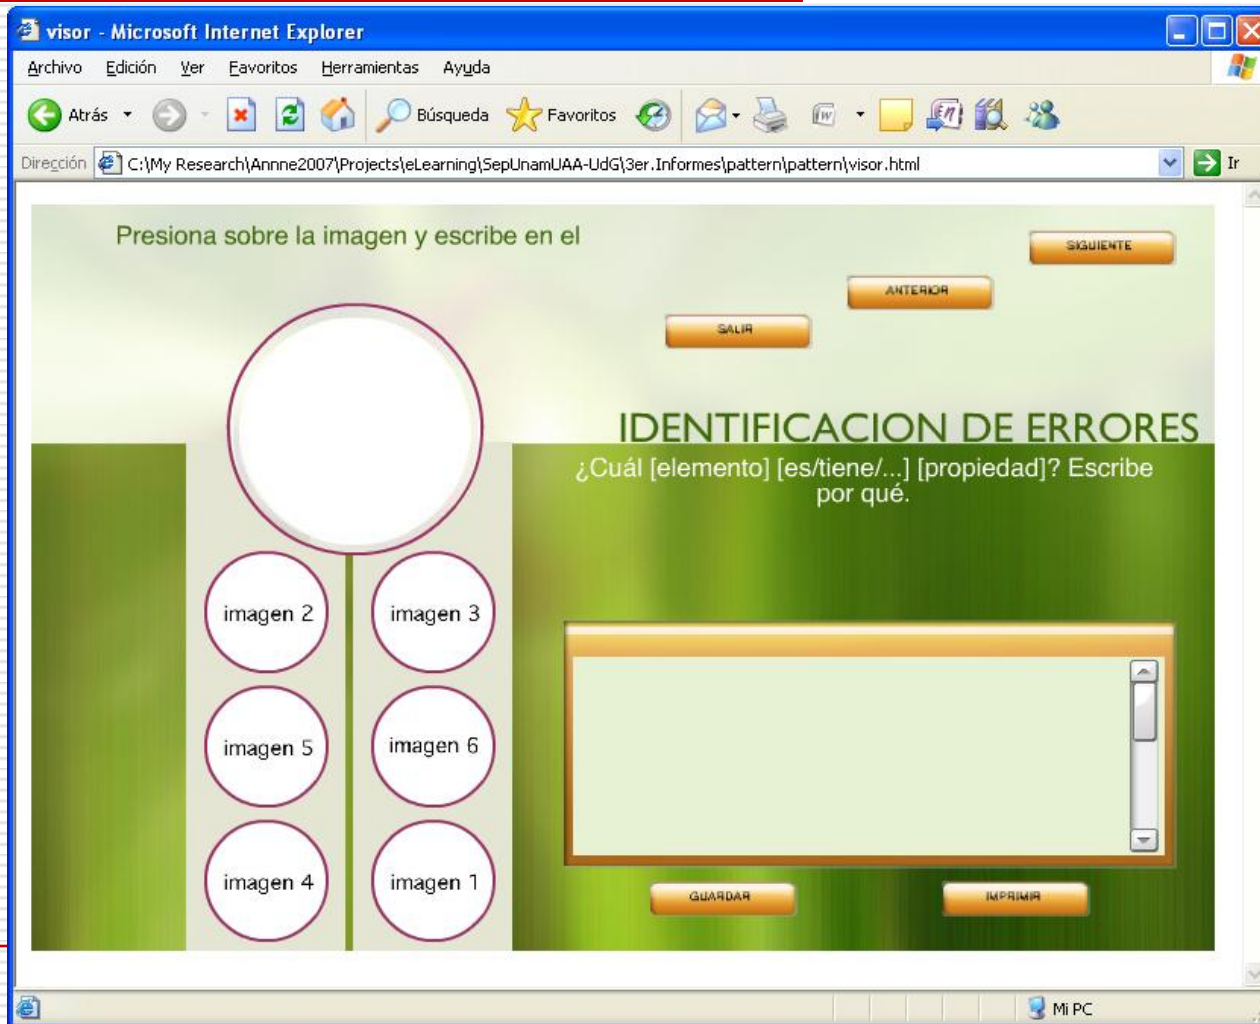 visor - Microsoft Internet Explorer
Archivo Edición Ver Favoritos Herramientas Ayuda
Atrás Búsqueda Favoritos
Dirección C:\My Research\Annne2007\Projects\eLearning\SepUnamUAA-UdG\3er.Informes\pattern\pattern\visor.html Ir
Presiona sobre la imagen y escribe en el
SIGUIENTE
ANTERIOR
SALIR
IDENTIFICACION DE ERRORES
¿Cuál [elemento] [es/tiene/...] [propiedad]? Escribe
por qué.
imagen 2 imagen 3
imagen 5 imagen 6
imagen 4 imagen 1
GUARDAR IMPRIMIR
Mi PC